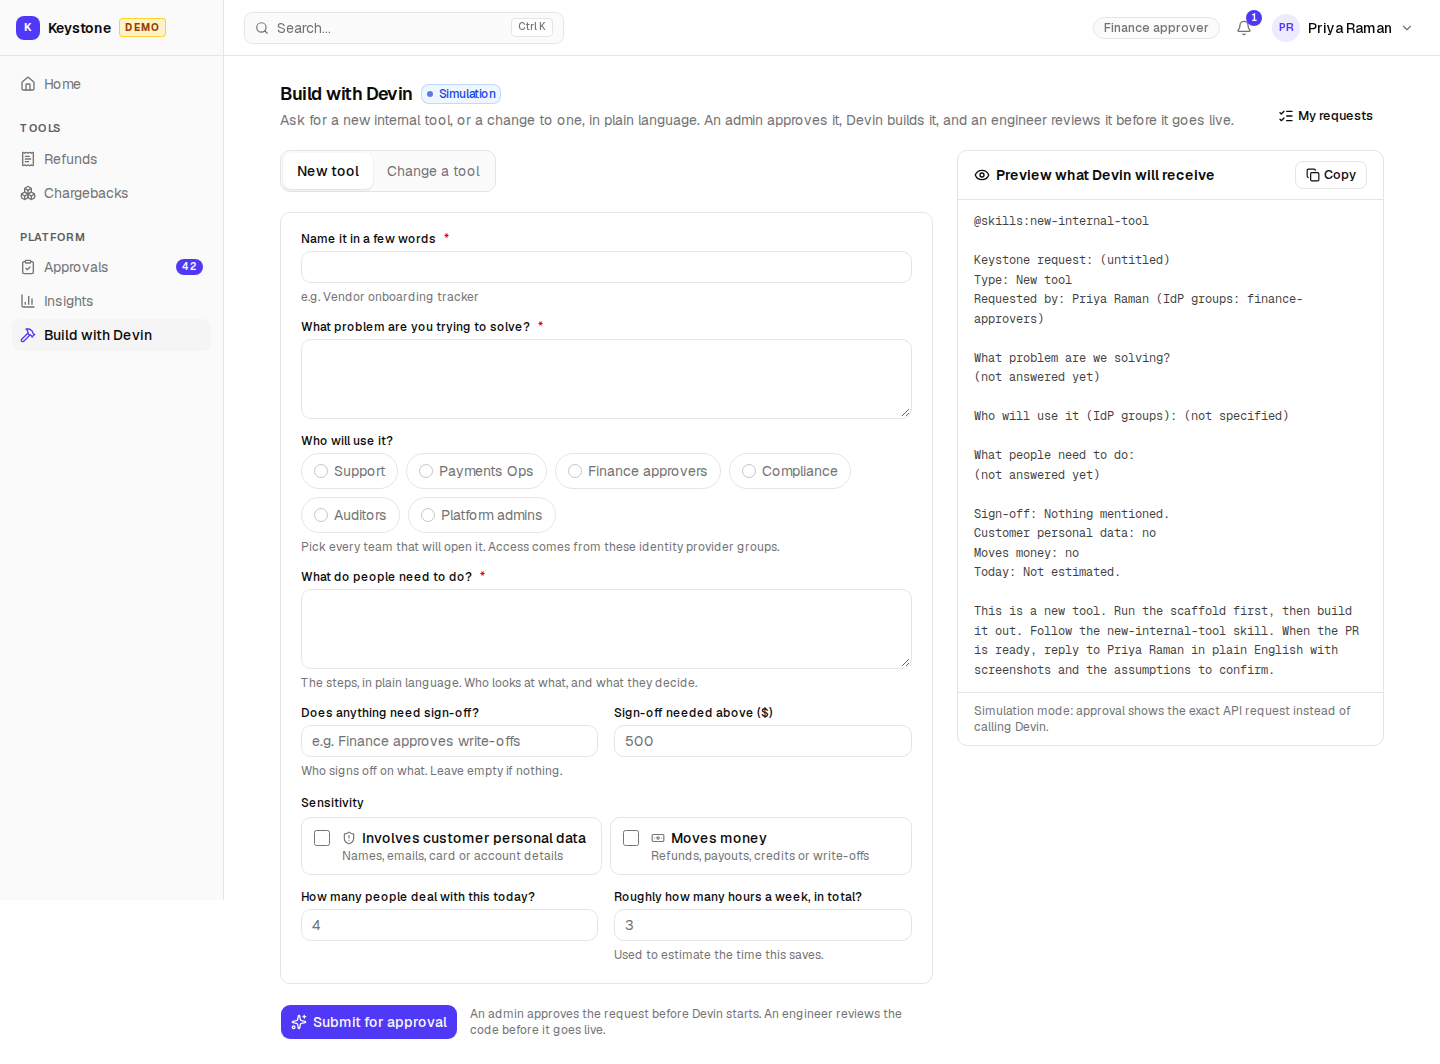 K
Keystone
DEMO
Search...
Ctrl K
Finance approver
1
PR
Priya Raman
Home
TOOLS
Refunds
Chargebacks
PLATFORM
Approvals
42
Insights
Build with Devin
Build with Devin
Simulation
Ask for a new internal tool, or a change to one, in plain language. An admin approves it, Devin builds it, and an engineer reviews it before it goes live.
My requests
New tool
Change a tool
Name it in a few words *
e.g. Vendor onboarding tracker
What problem are you trying to solve? *
Who will use it?
Support
Payments Ops
Finance approvers
Compliance
Auditors
Platform admins
Pick every team that will open it. Access comes from these identity provider groups.
What do people need to do? *
The steps, in plain language. Who looks at what, and what they decide.
Does anything need sign-off?
e.g. Finance approves write-offs
Who signs off on what. Leave empty if nothing.
Sign-off needed above ($)
500
Sensitivity
Involves customer personal data
Names, emails, card or account details
Moves money
Refunds, payouts, credits or write-offs
How many people deal with this today?
4
Roughly how many hours a week, in total?
3
Used to estimate the time this saves.
Submit for approval
An admin approves the request before Devin starts. An engineer reviews the
code before it goes live.
Preview what Devin will receive
Copy
@skills:new-internal-tool
Keystone request: (untitled)
Type: New tool
Requested by: Priya Raman (IdP groups: finance-
approvers)
What problem are we solving?
(not answered yet)
Who will use it (IdP groups): (not specified)
What people need to do:
(not answered yet)
Sign-off: Nothing mentioned.
Customer personal data: no
Moves money: no
Today: Not estimated.
This is a new tool. Run the scaffold first, then build
it out. Follow the new-internal-tool skill. When the PR
is ready, reply to Priya Raman in plain English with
screenshots and the assumptions to confirm.
Simulation mode: approval shows the exact API request instead of
calling Devin.